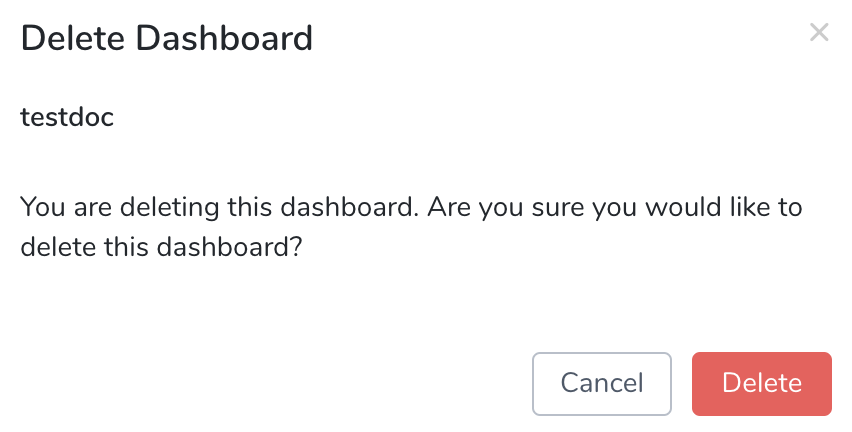 Delete Dashboard
testdoc
You are deleting this dashboard. Are you sure you would like to
delete this dashboard?
Cancel
Delete